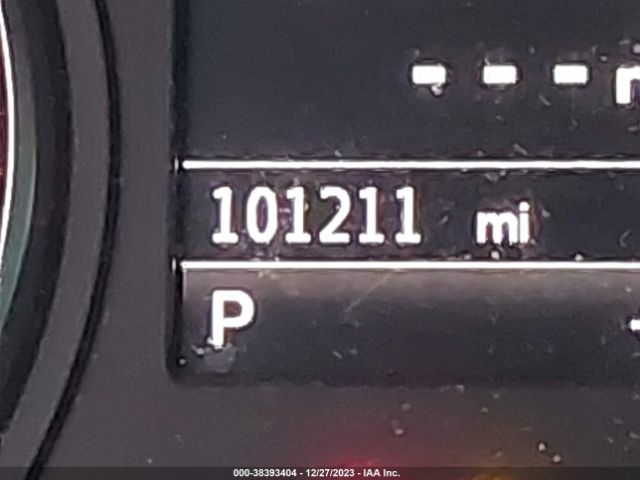 ---
101211 mi
P
000-38393404 - 12/27/2023 - IAA Inc.